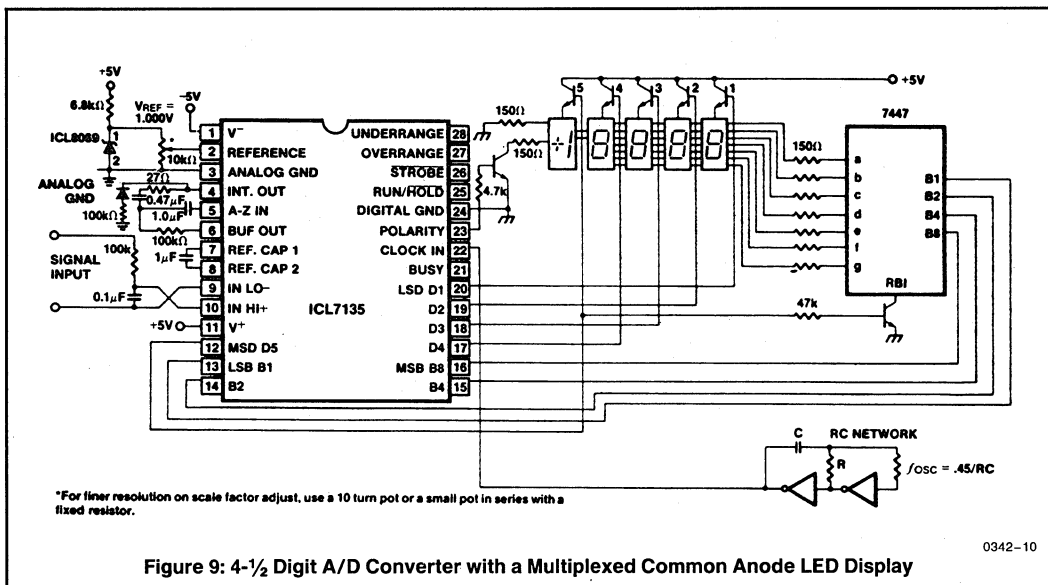 +5V
6.8kΩ
VREF = 1.000V
-5V
ICL8069
1
2
10kΩ
*
ANALOG GND
27Ω
0.47µF
100kΩ
1.0µF
100kΩ
1µF
SIGNAL INPUT
100k
0.1µF
+5V
1 V−
2 REFERENCE
3 ANALOG GND
4 INT. OUT
5 A-Z IN
6 BUF OUT
7 REF. CAP 1
8 REF. CAP 2
9 IN LO−
10 IN HI+
11 V+
12 MSD D5
13 LSB B1
14 B2
ICL7135
UNDERRANGE 28
OVERRANGE 27
STROBE 26
RUN/HOLD 25
DIGITAL GND 24
POLARITY 23
CLOCK IN 22
BUSY 21
LSD D1 20
D2 19
D3 18
D4 17
MSB B8 16
B4 15
150Ω
150Ω
4.7k
5 4 3 2 1
+5V
7447
150Ω
a
b
c
d
e
f
g
B1
B2
B4
B8
RBI
47k
C
RC NETWORK
R
fOSC = .45/RC
*For finer resolution on scale factor adjust, use a 10 turn pot or a small pot in series with a
fixed resistor.
0342-10
Figure 9: 4-½ Digit A/D Converter with a Multiplexed Common Anode LED Display